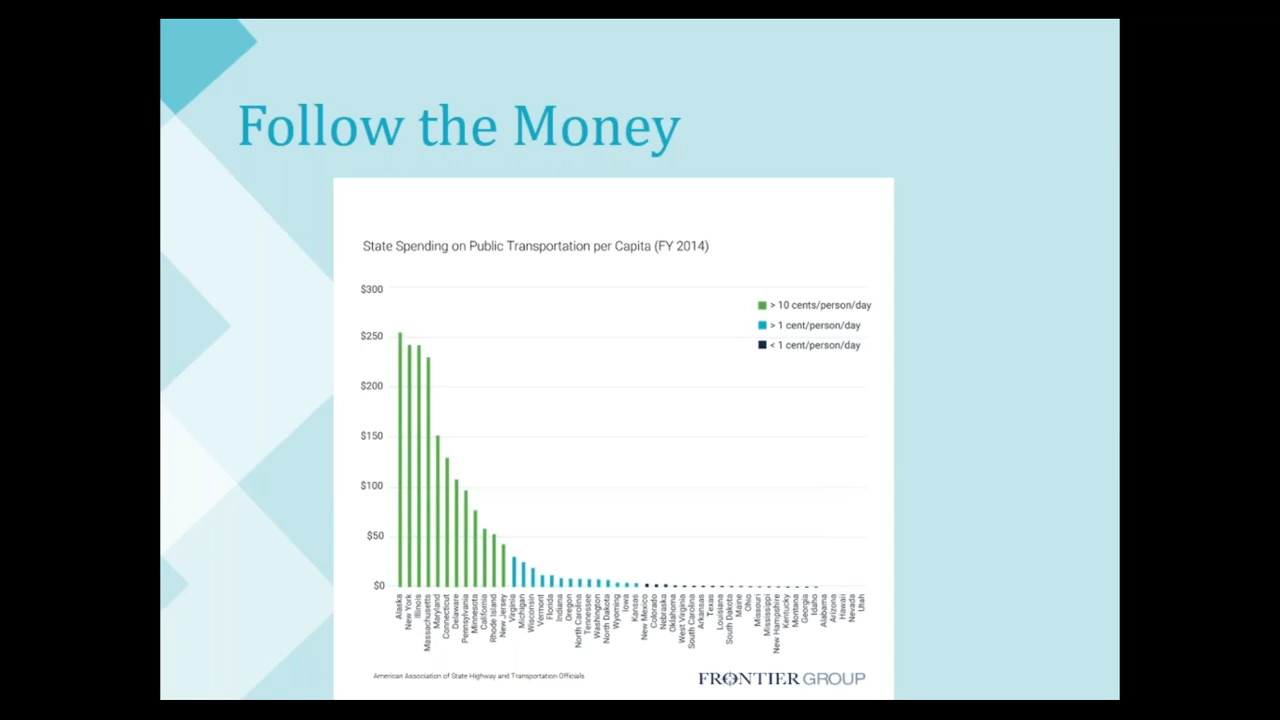 Follow the Money
State Spending on Public Transportation per Capita (FY 2014)
$300
$250
$200
$150
$100
$50
$0
> 10 cents/person/day
> 1 cent/person/day
< 1 cent/person/day
Alaska
New York
Illinois
Massachusetts
Maryland
Connecticut
Delaware
Pennsylvania
Minnesota
California
Rhode Island
New Jersey
Virginia
Michigan
Wisconsin
Vermont
Florida
Indiana
Oregon
North Carolina
Tennessee
Washington
North Dakota
Wyoming
Iowa
Kansas
New Mexico
Colorado
Nebraska
Oklahoma
West Virginia
South Carolina
Arkansas
Texas
Louisiana
South Dakota
Maine
Ohio
Missouri
Mississippi
New Hampshire
Kentucky
Montana
Georgia
Idaho
Alabama
Arizona
Hawaii
Nevada
Utah
American Association of State Highway and Transportation Officials
FRONTIER GROUP